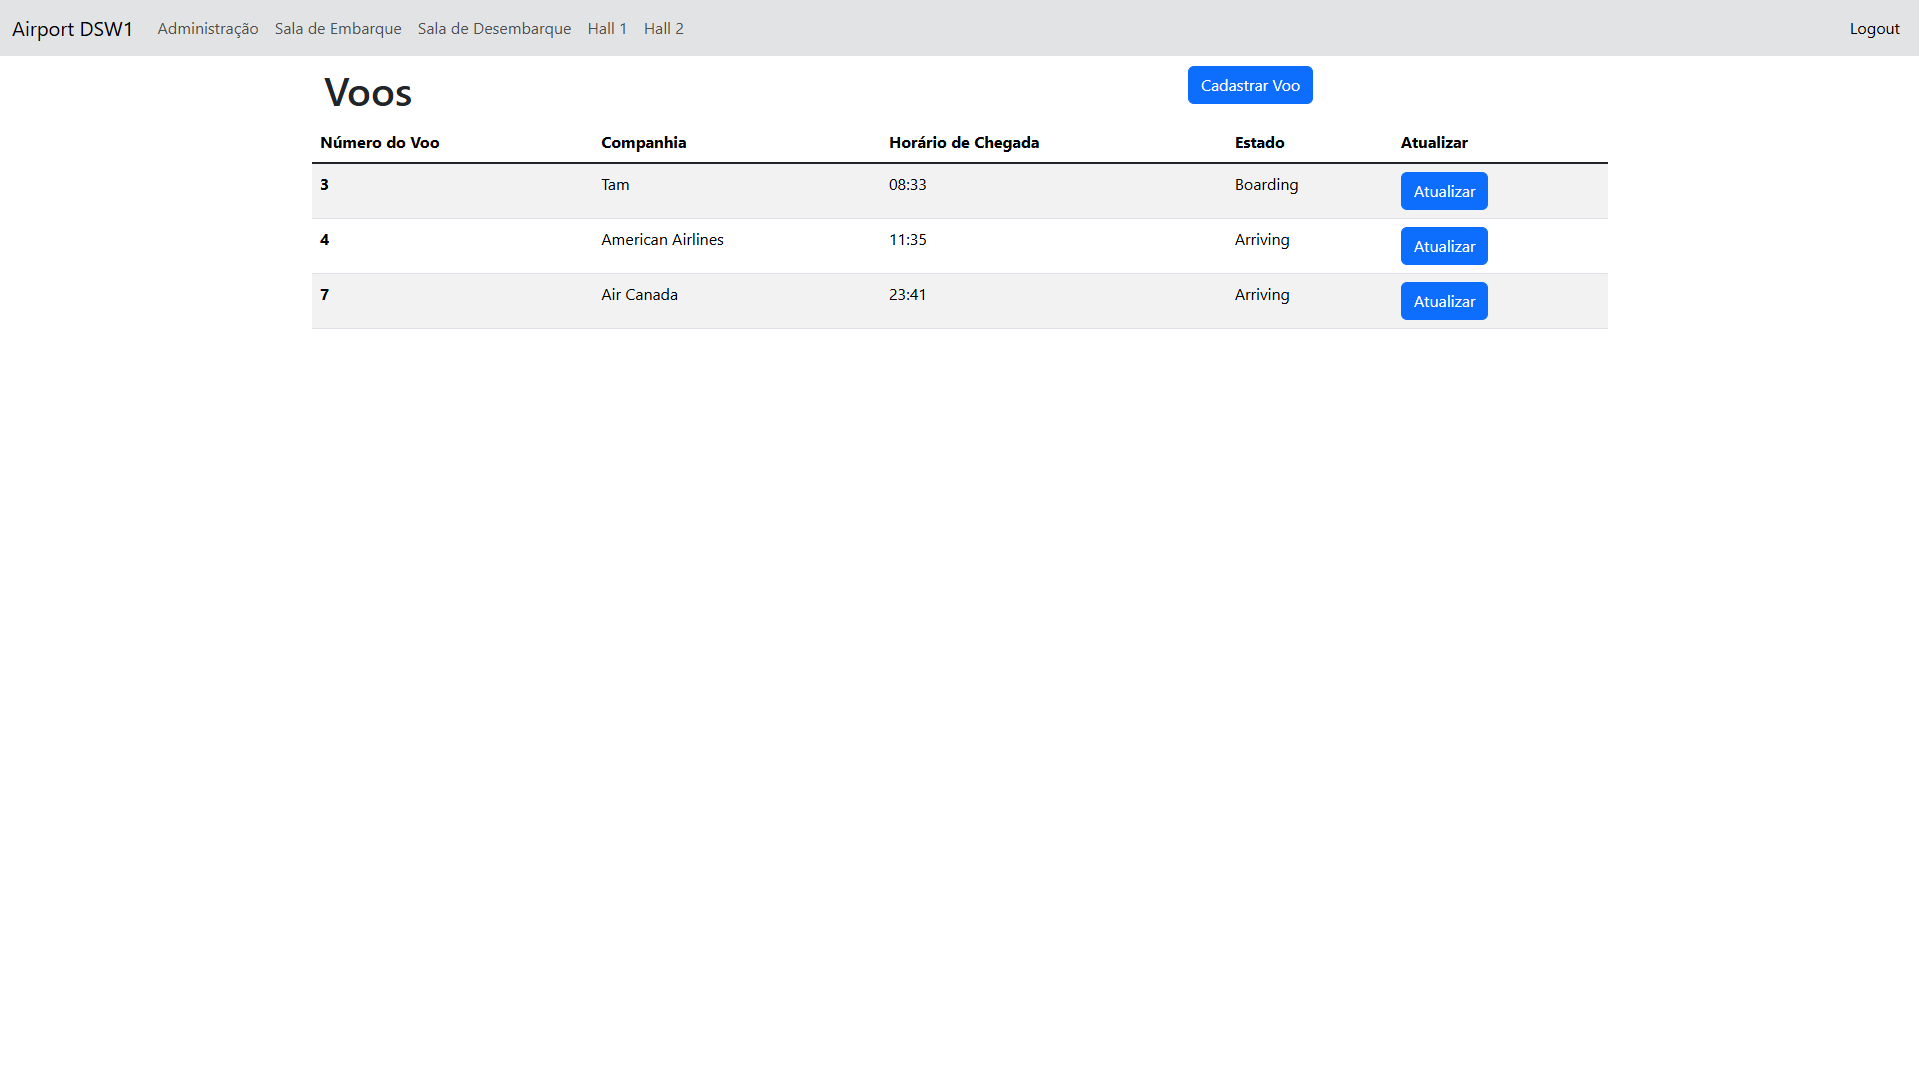 Airport DSW1 Administração Sala de Embarque Sala de Desembarque Hall 1 Hall 2 Logout
Voos Cadastrar Voo
Número do Voo Companhia Horário de Chegada Estado Atualizar
3 Tam 08:33 Boarding Atualizar
4 American Airlines 11:35 Arriving Atualizar
7 Air Canada 23:41 Arriving Atualizar